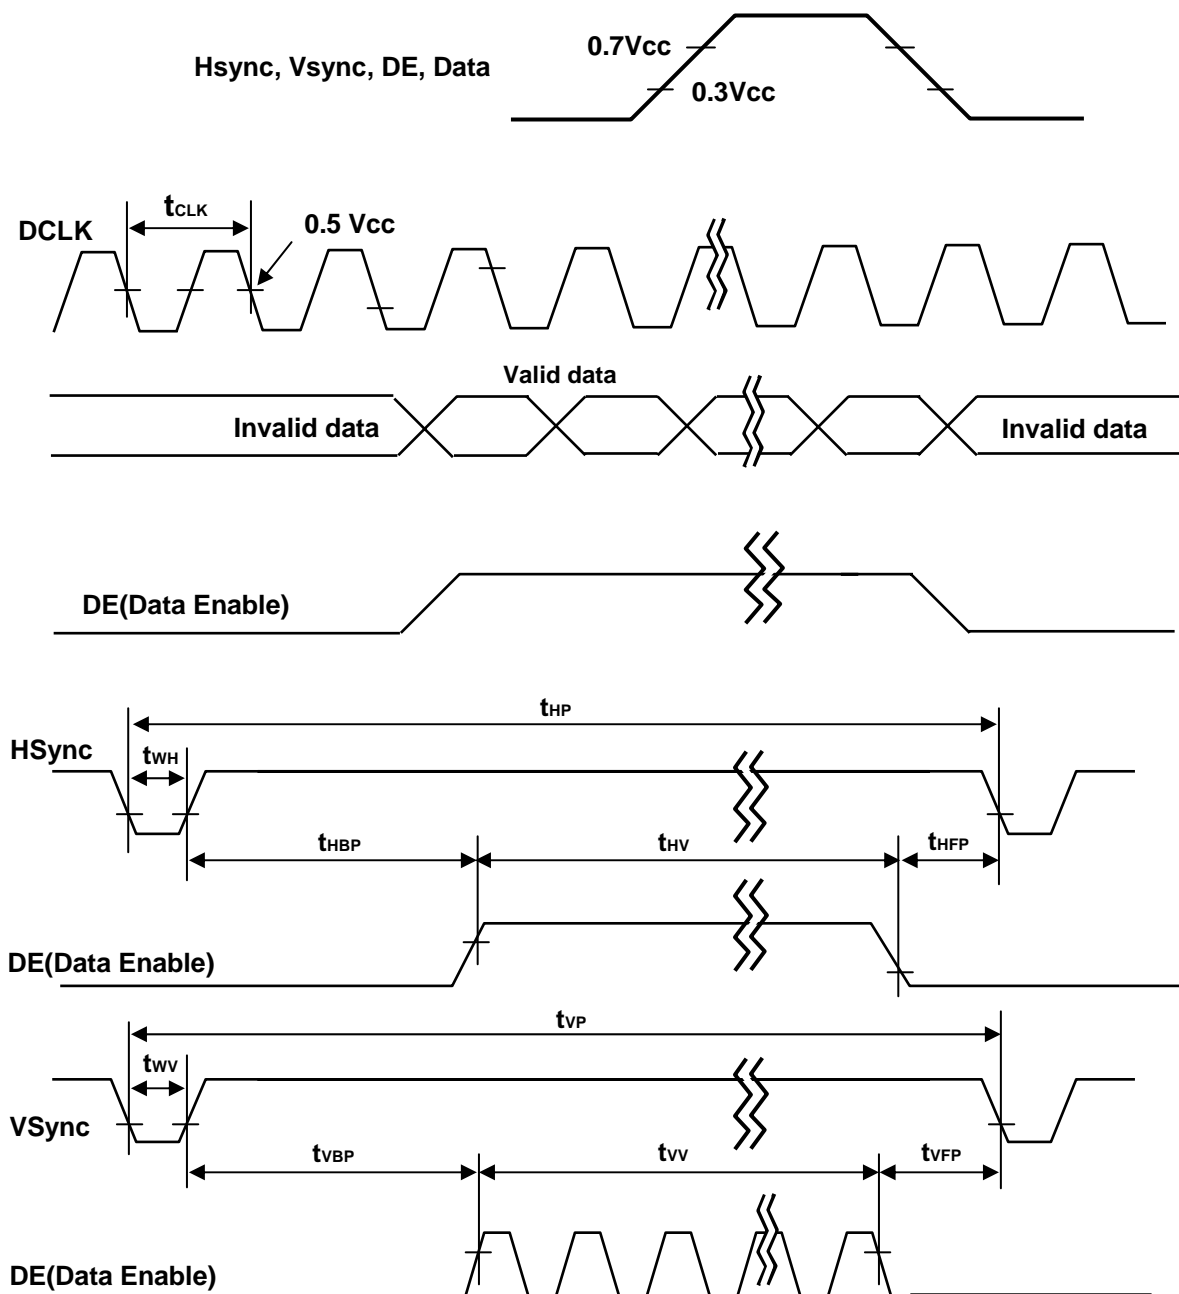 0.7Vcc
Hsync, Vsync, DE, Data
0.3Vcc
tCLK
DCLK
0.5 Vcc
Valid data
Invalid data
Invalid data
DE(Data Enable)
tHP
HSync
tWH
tHBP
tHV
tHFP
DE(Data Enable)
tVP
tWV
VSync
tVBP
tVV
tVFP
DE(Data Enable)